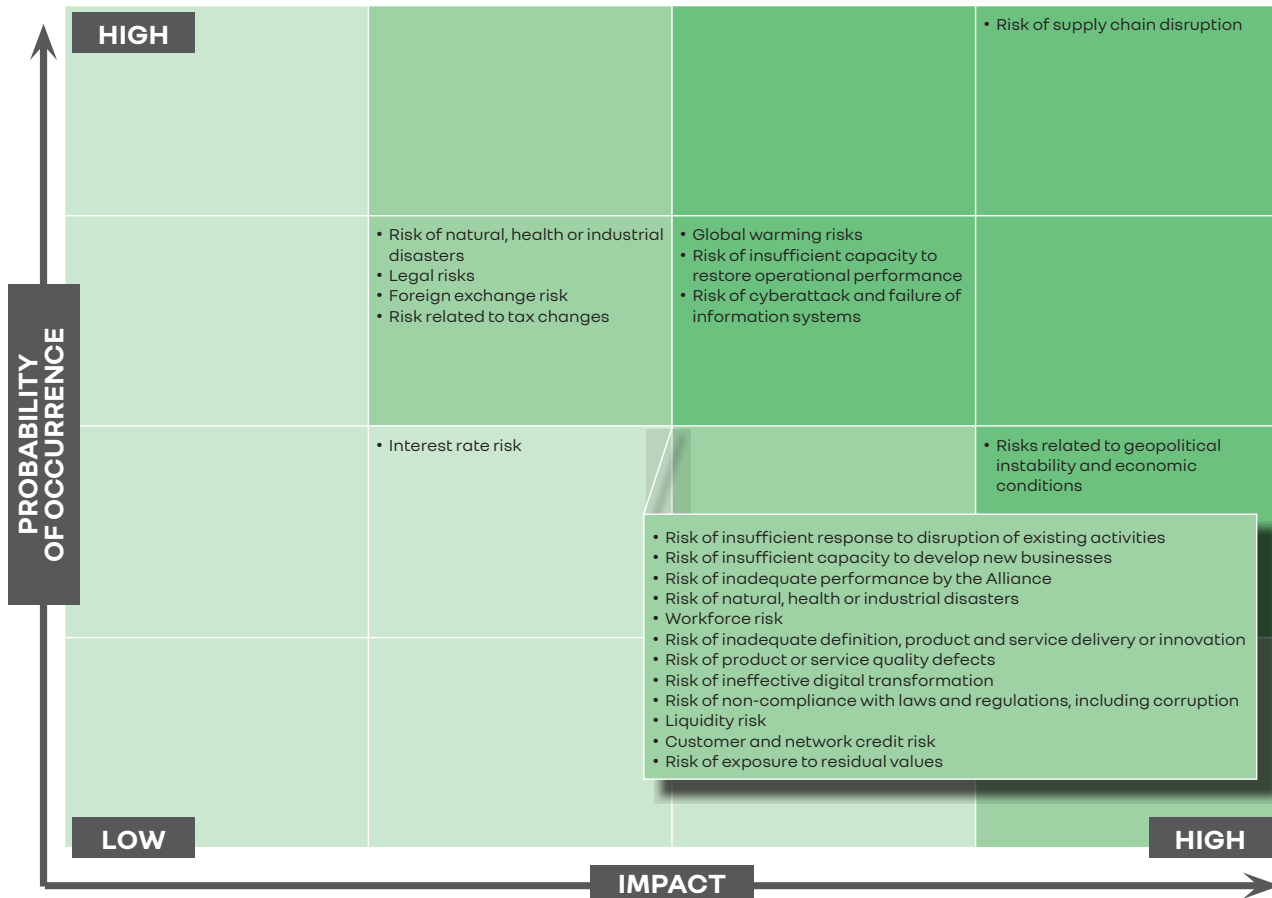 HIGH
• Risk of supply chain disruption
• Risk of natural, health or industrial
disasters
• Legal risks
• Foreign exchange risk
• Risk related to tax changes
• Global warming risks
• Risk of insufficient capacity to
restore operational performance
• Risk of cyberattack and failure of
information systems
PROBABILITY
OF OCCURRENCE
• Interest rate risk
• Risks related to geopolitical
instability and economic
conditions
• Risk of insufficient response to disruption of existing activities
• Risk of insufficient capacity to develop new businesses
• Risk of inadequate performance by the Alliance
• Risk of natural, health or industrial disasters
• Workforce risk
• Risk of inadequate definition, product and service delivery or innovation
• Risk of product or service quality defects
• Risk of ineffective digital transformation
• Risk of non-compliance with laws and regulations, including corruption
• Liquidity risk
• Customer and network credit risk
• Risk of exposure to residual values
LOW
HIGH
IMPACT